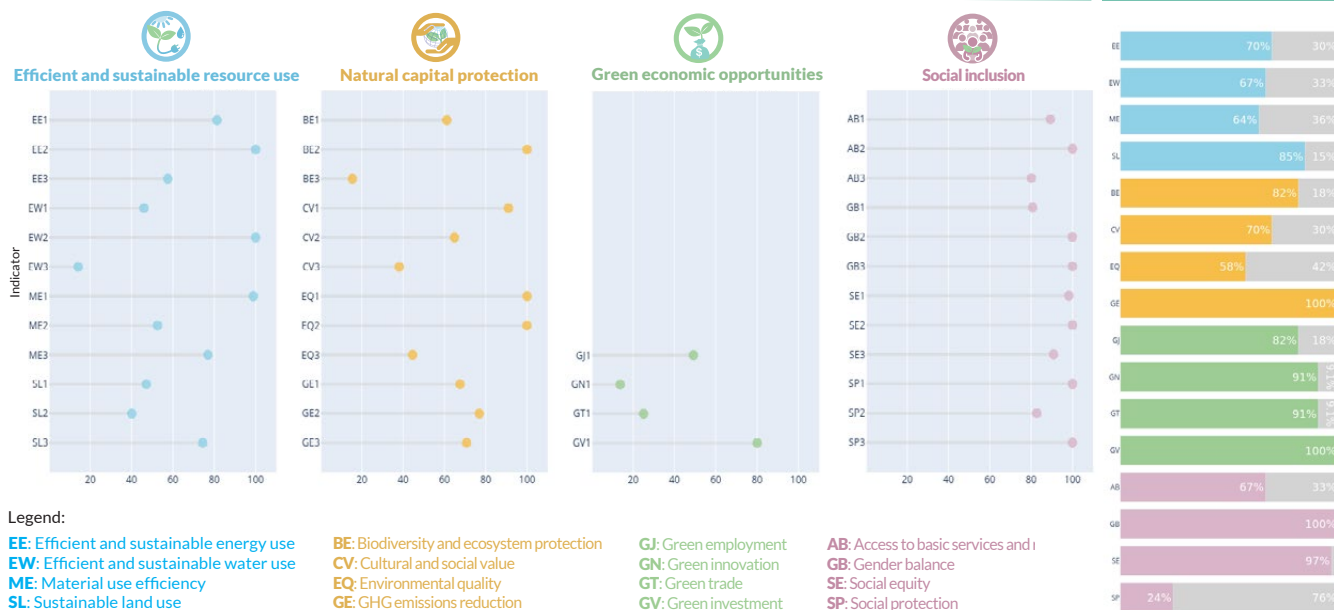 Efficient and sustainable resource use
Natural capital protection
Green economic opportunities
Social inclusion
Indicator
EE1
EE2
EE3
EW1
EW2
EW3
ME1
ME2
ME3
SL1
SL2
SL3
20 40 60 80 100
BE1
BE2
BE3
CV1
CV2
CV3
EQ1
EQ2
EQ3
GE1
GE2
GE3
20 40 60 80 100
GJ1
GN1
GT1
GV1
20 40 60 80 100
AB1
AB2
AB3
GB1
GB2
GB3
SE1
SE2
SE3
SP1
SP2
SP3
20 40 60 80 100
EE 70% 30%
EW 67% 33%
ME 64% 36%
SL 85% 15%
BE 82% 18%
CV 70% 30%
EQ 58% 42%
GE 100%
GJ 82% 18%
GN 91% 9.1%
GT 91% 9.1%
GV 100%
AB 67% 33%
GB 100%
SE 97%
SP 24% 76%
Legend:
EE: Efficient and sustainable energy use
EW: Efficient and sustainable water use
ME: Material use efficiency
SL: Sustainable land use
BE: Biodiversity and ecosystem protection
CV: Cultural and social value
EQ: Environmental quality
GE: GHG emissions reduction
GJ: Green employment
GN: Green innovation
GT: Green trade
GV: Green investment
AB: Access to basic services and
GB: Gender balance
SE: Social equity
SP: Social protection